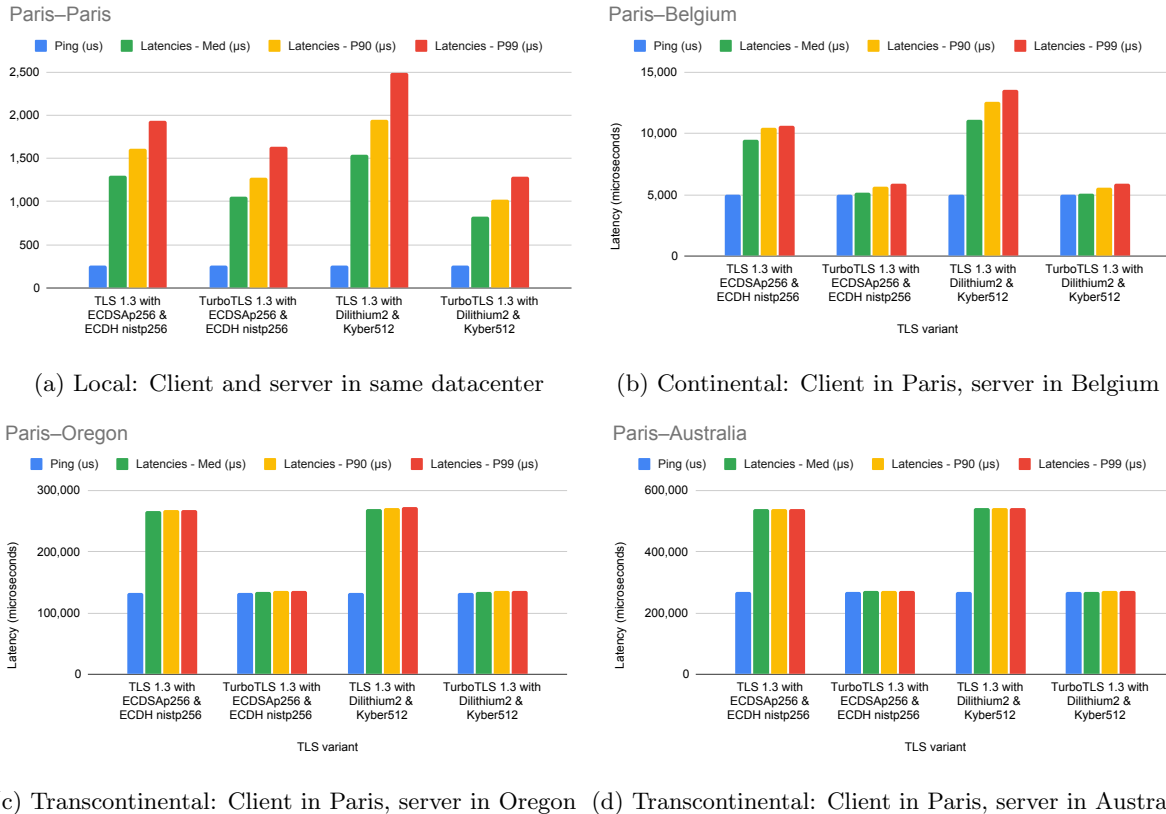 Paris–Paris
Ping (us) Latencies - Med (µs) Latencies - P90 (µs) Latencies - P99 (µs)
2,500
2,000
1,500
1,000
500
0
TLS 1.3 with ECDSAp256 & ECDH nistp256
TurboTLS 1.3 with ECDSAp256 & ECDH nistp256
TLS 1.3 with Dilithium2 & Kyber512
TurboTLS 1.3 with Dilithium2 & Kyber512
(a) Local: Client and server in same datacenter
Paris–Belgium
Ping (us) Latencies - Med (µs) Latencies - P90 (µs) Latencies - P99 (µs)
Latency (microseconds)
15,000
10,000
5,000
0
TLS 1.3 with ECDSAp256 & ECDH nistp256
TurboTLS 1.3 with ECDSAp256 & ECDH nistp256
TLS 1.3 with Dilithium2 & Kyber512
TurboTLS 1.3 with Dilithium2 & Kyber512
TLS variant
(b) Continental: Client in Paris, server in Belgium
Paris–Oregon
Ping (us) Latencies - Med (µs) Latencies - P90 (µs) Latencies - P99 (µs)
Latency (microseconds)
300,000
200,000
100,000
0
TLS 1.3 with ECDSAp256 & ECDH nistp256
TurboTLS 1.3 with ECDSAp256 & ECDH nistp256
TLS 1.3 with Dilithium2 & Kyber512
TurboTLS 1.3 with Dilithium2 & Kyber512
TLS variant
c) Transcontinental: Client in Paris, server in Oregon
Paris–Australia
Ping (us) Latencies - Med (µs) Latencies - P90 (µs) Latencies - P99 (µs)
Latency (microseconds)
600,000
400,000
200,000
0
TLS 1.3 with ECDSAp256 & ECDH nistp256
TurboTLS 1.3 with ECDSAp256 & ECDH nistp256
TLS 1.3 with Dilithium2 & Kyber512
TurboTLS 1.3 with Dilithium2 & Kyber512
TLS variant
(d) Transcontinental: Client in Paris, server in Austra